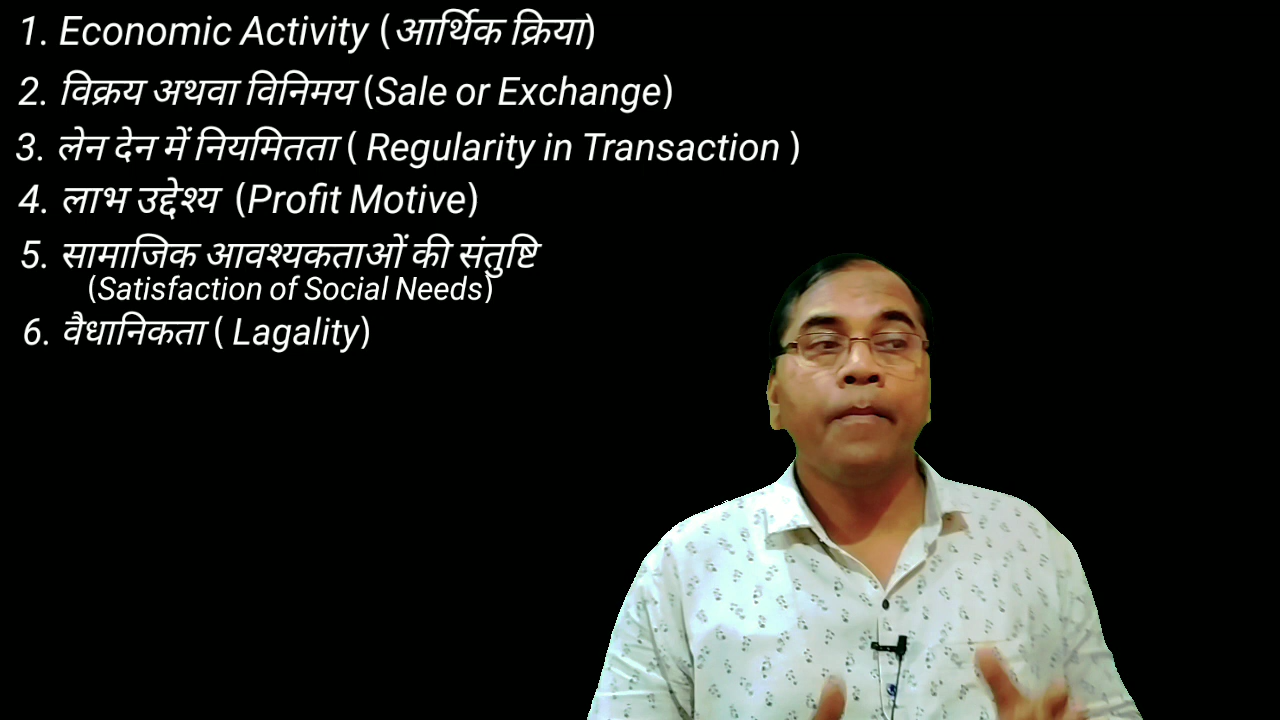 1. Economic Activity (आर्थिक क्रिया)
2. विक्रय अथवा विनिमय (Sale or Exchange)
3. लेन देन में नियमितता ( Regularity in Transaction )
4. लाभ उद्देश्य (Profit Motive)
5. सामाजिक आवश्यकताओं की संतुष्टि
(Satisfaction of Social Needs)
6. वैधानिकता ( Lagality)